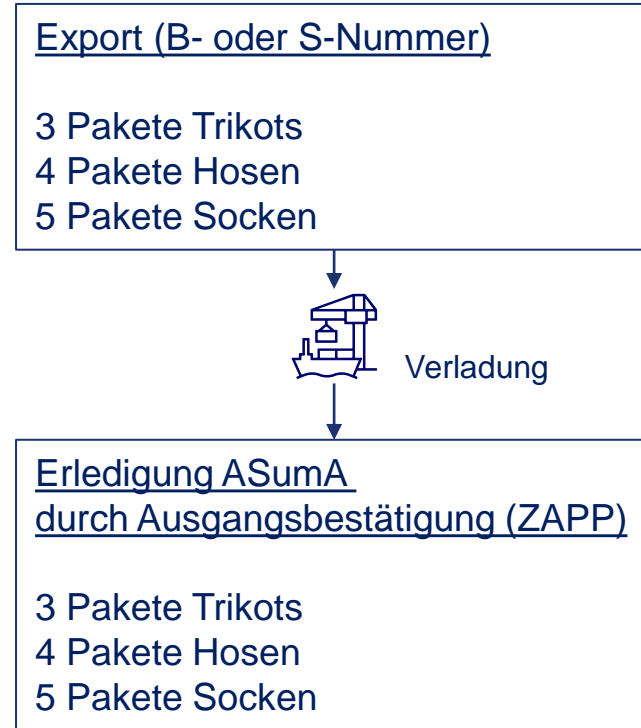 Export (B- oder S-Nummer)
3 Pakete Trikots
4 Pakete Hosen
5 Pakete Socken
Verladung
Erledigung ASumA
durch Ausgangsbestätigung (ZAPP)
3 Pakete Trikots
4 Pakete Hosen
5 Pakete Socken